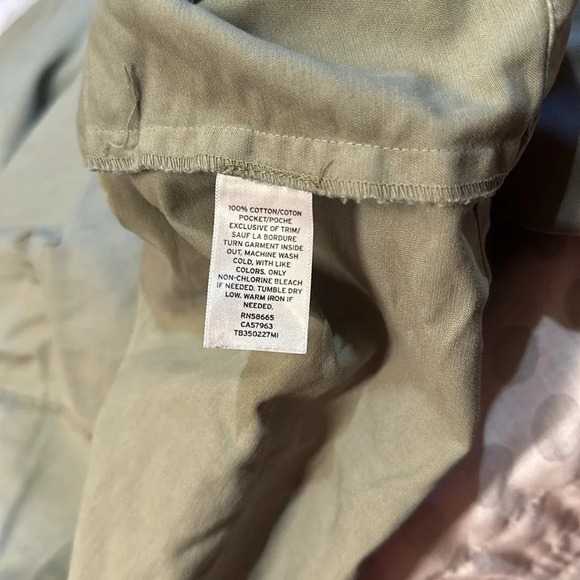 100% COTTON/COTON
POCKET/POCHE
EXCLUSIVE OF TRIM/
SAUF LA BORDURE
TURN GARMENT INSIDE
OUT, MACHINE WASH
COLD, WITH LIKE
COLORS. ONLY
NON-CHLORINE BLEACH
IF NEEDED. TUMBLE DRY
LOW. WARM IRON IF
NEEDED.
RN58665
CA57963
TB350227MI